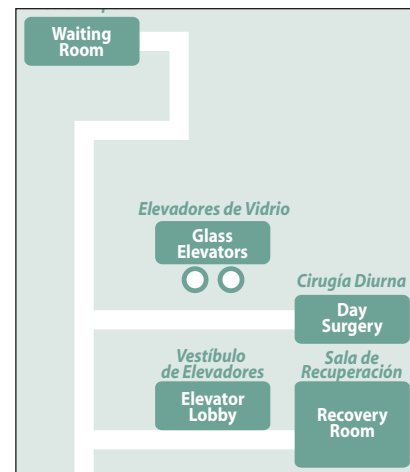 Waiting
Room
Elevadores de Vidrio
Glass
Elevators
Cirugía Diurna
Day
Surgery
Vestíbulo
de Elevadores
Elevator
Lobby
Sala de
Recuperación
Recovery
Room